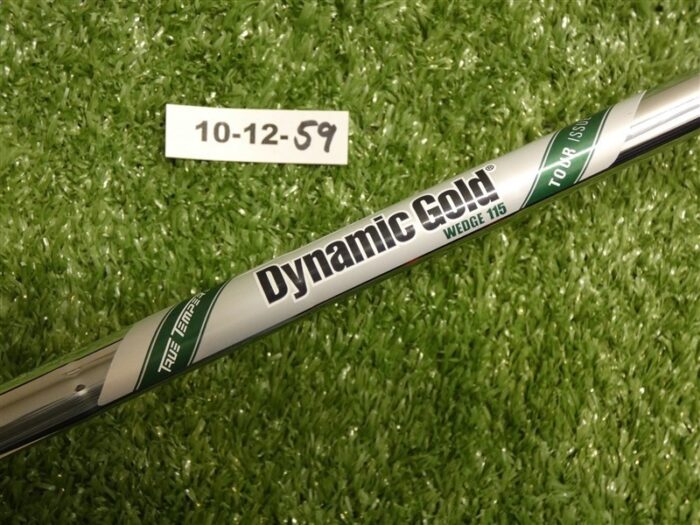 10-12-59
TOUR ISSUE
Dynamic Gold®
WEDGE 115
TRUE TEMPER